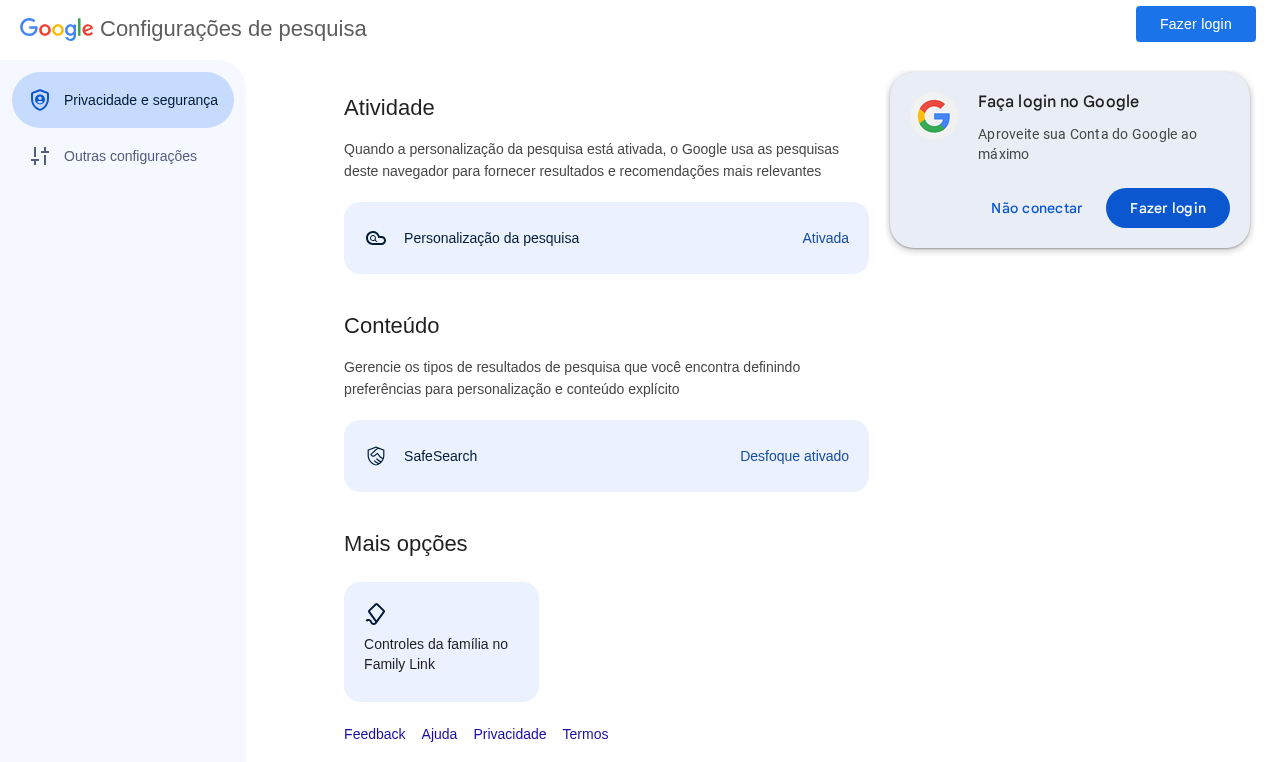 Google Configurações de pesquisa
Fazer login
Privacidade e segurança
Outras configurações
Atividade
Quando a personalização da pesquisa está ativada, o Google usa as pesquisas
deste navegador para fornecer resultados e recomendações mais relevantes
Personalização da pesquisa
Ativada
Conteúdo
Gerencie os tipos de resultados de pesquisa que você encontra definindo
preferências para personalização e conteúdo explícito
SafeSearch
Desfoque ativado
Mais opções
Controles da família no
Family Link
Feedback
Ajuda
Privacidade
Termos
Faça login no Google
Aproveite sua Conta do Google ao
máximo
Não conectar
Fazer login